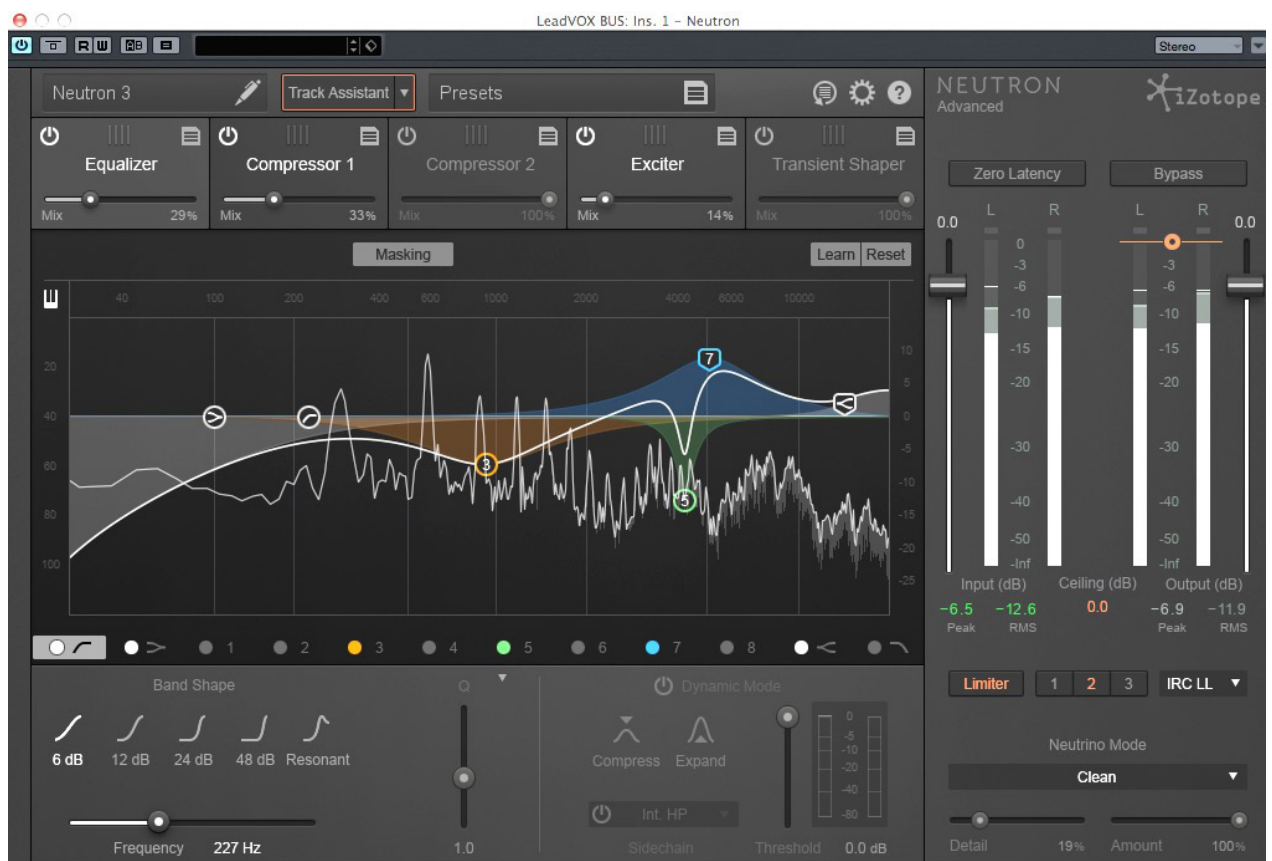 LeadVOX BUS: Ins. 1 – Neutron
R W AB Stereo
Neutron 3 Track Assistant Presets
NEUTRON
Advanced
iZotope
Equalizer Compressor 1 Compressor 2 Exciter Transient Shaper
Mix 29% Mix 33% Mix 100% Mix 14% Mix 100%
Zero Latency Bypass
L R L R
0.0 0.0
Masking Learn Reset
40 100 200 400 600 1000 2000 4000 6000 10000
20 40 60 80 100
10 5 0 -5 -10 -15 -20 -25
7
3
5
0 -3 -6 -10 -15 -20 -30 -40 -50 -Inf
-3 -6 -10 -15 -20 -30 -40 -50 -Inf
Input (dB) Ceiling (dB) Output (dB)
-6.5 -12.6 0.0 -6.9 -11.9
Peak RMS Peak RMS
1 2 3 4 5 6 7 8
Band Shape Q Dynamic Mode
6 dB 12 dB 24 dB 48 dB Resonant
Compress Expand
0 -5 -10 -20 -40 -80
Int. HP
Frequency 227 Hz 1.0 Sidechain Threshold 0.0 dB
Limiter 1 2 3 IRC LL
Neutrino Mode
Clean
Detail 19% Amount 100%